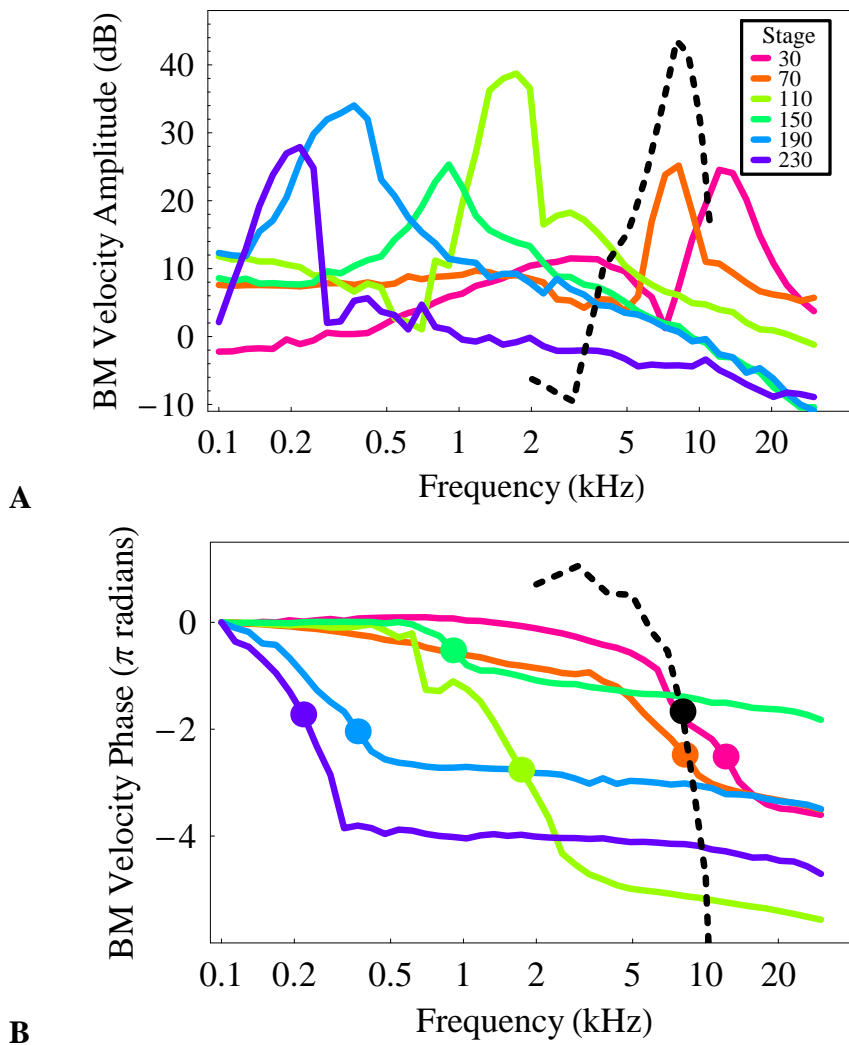 BM Velocity Amplitude (dB)
40
30
20
10
0
−10
Stage
30
70
110
150
190
230
0.1 0.2 0.5 1 2 5 10 20
Frequency (kHz)
A
BM Velocity Phase (π radians)
0
−2
−4
0.1 0.2 0.5 1 2 5 10 20
Frequency (kHz)
B